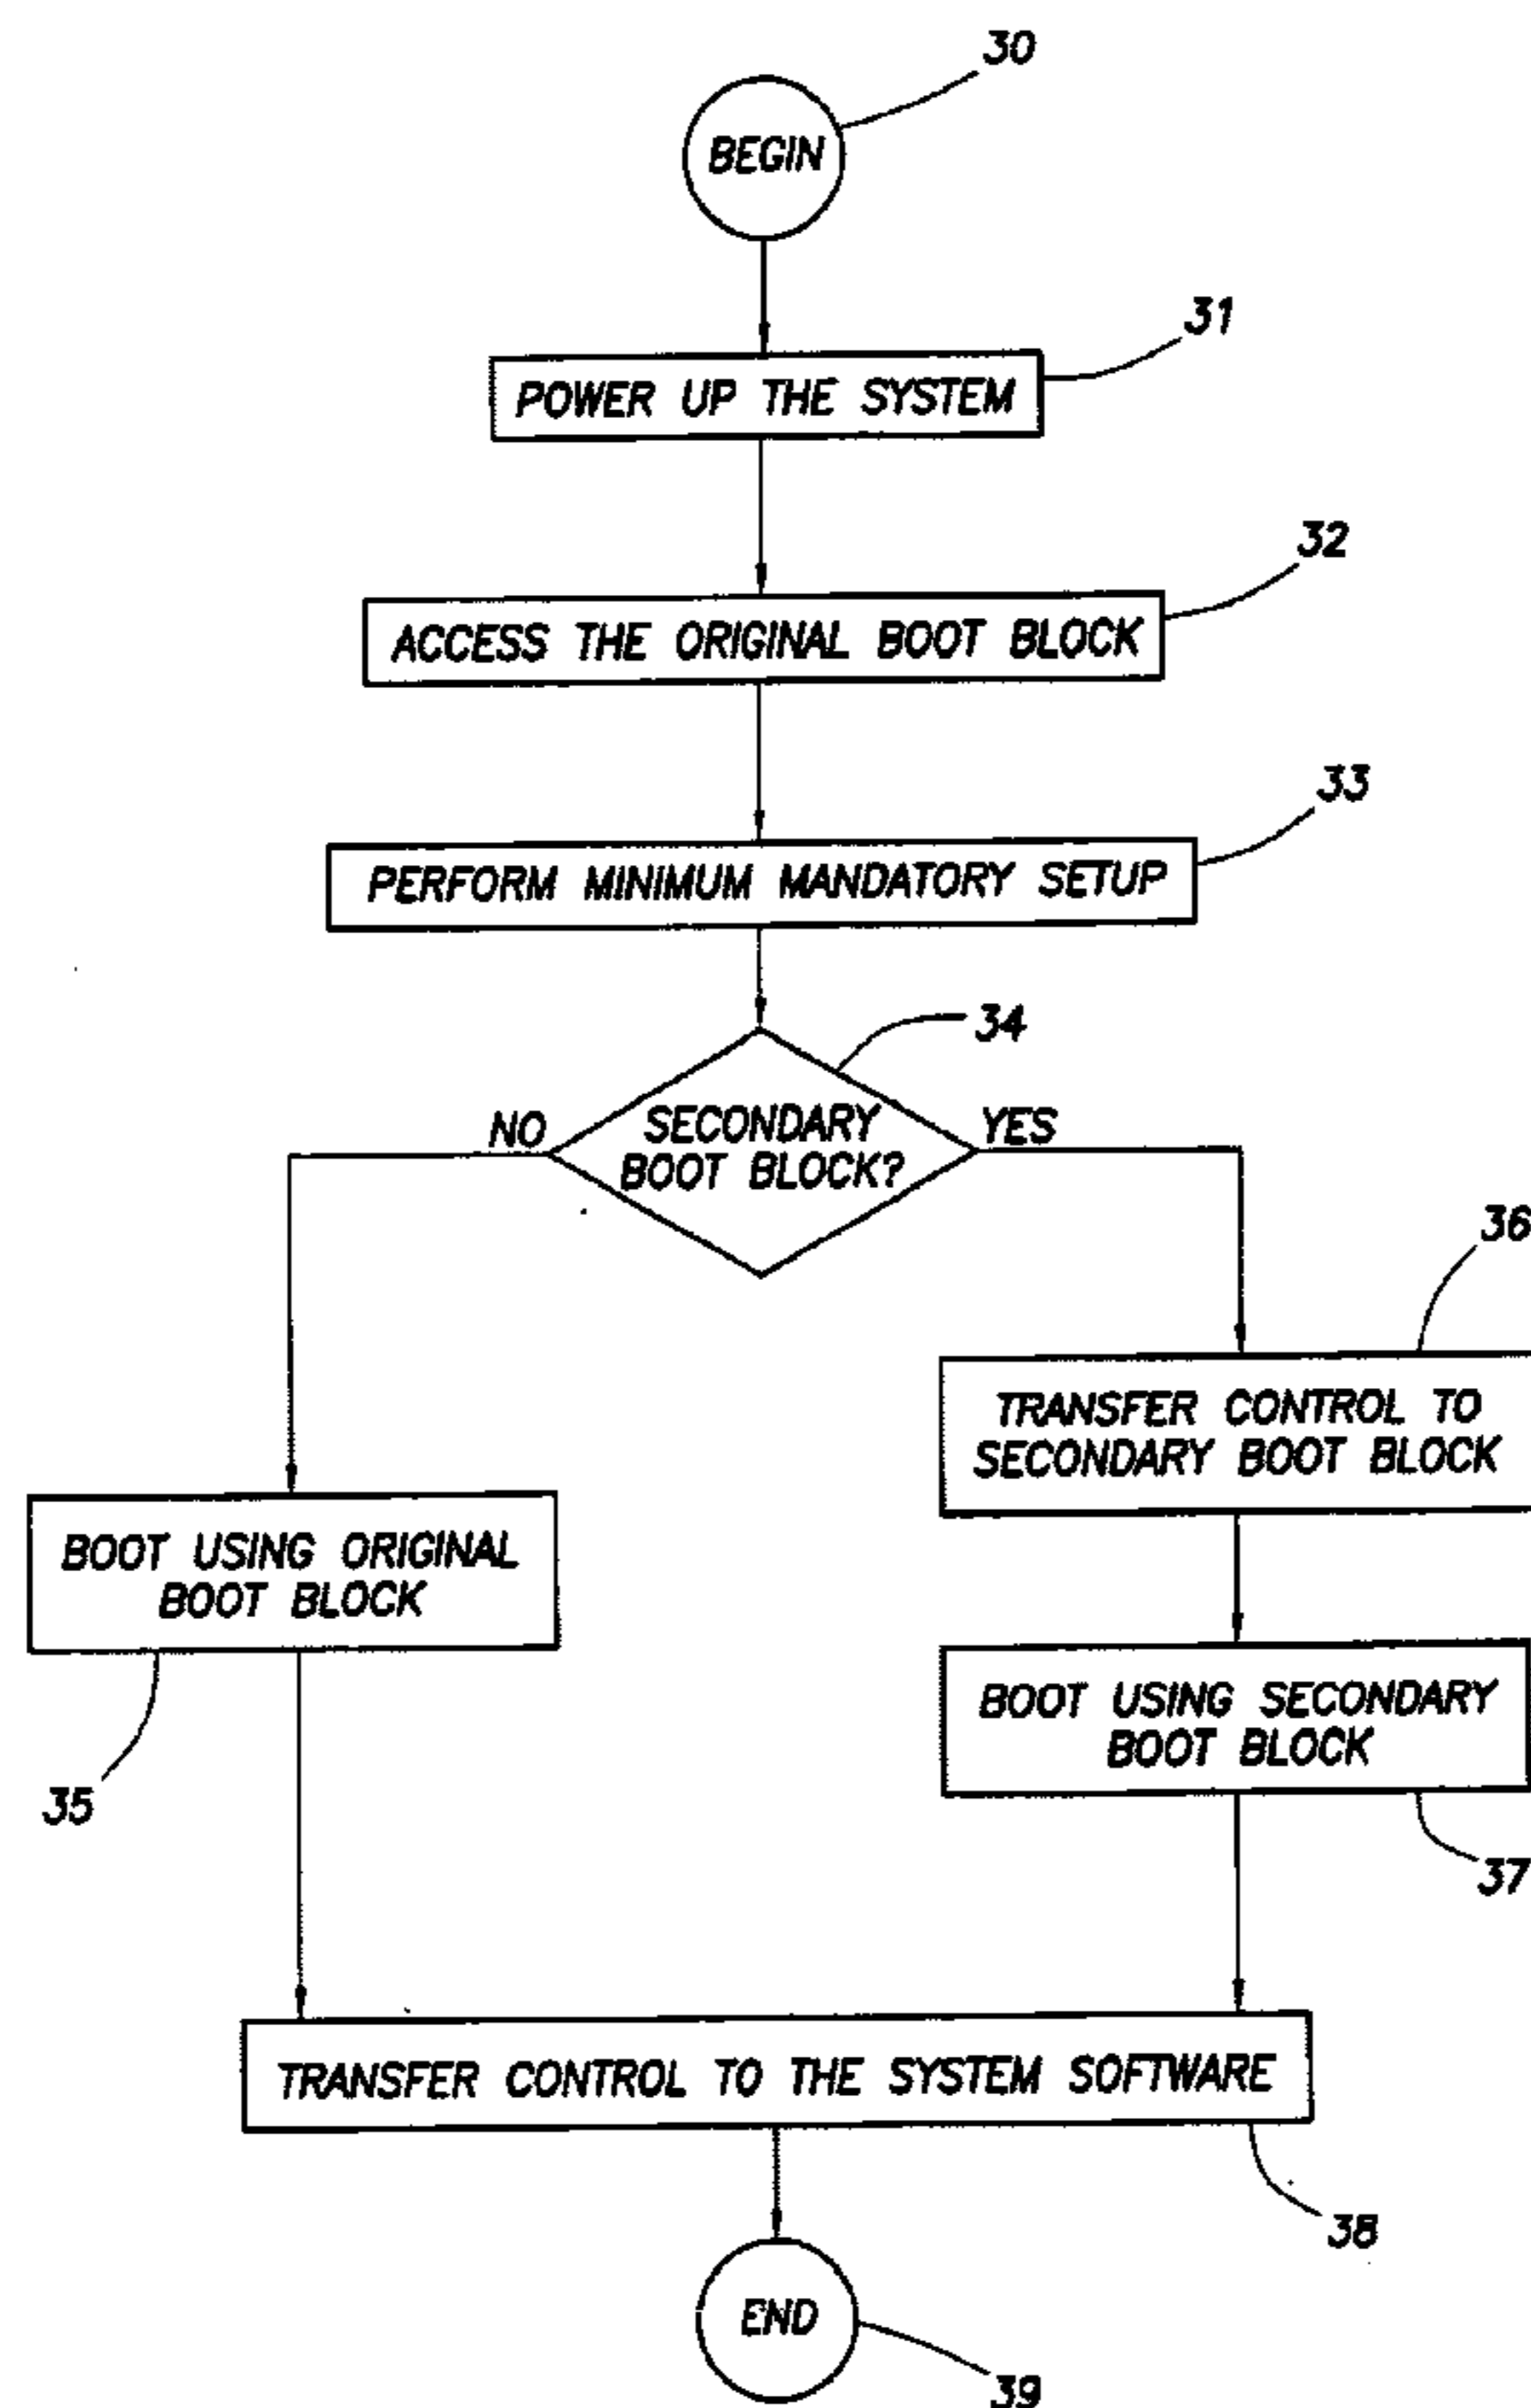 30
BEGIN
31
POWER UP THE SYSTEM
32
ACCESS THE ORIGINAL BOOT BLOCK
33
PERFORM MINIMUM MANDATORY SETUP
34
NO
SECONDARY
BOOT BLOCK?
YES
36
TRANSFER CONTROL TO
SECONDARY BOOT BLOCK
BOOT USING ORIGINAL
BOOT BLOCK
35
BOOT USING SECONDARY
BOOT BLOCK
37
TRANSFER CONTROL TO THE SYSTEM SOFTWARE
38
END
39